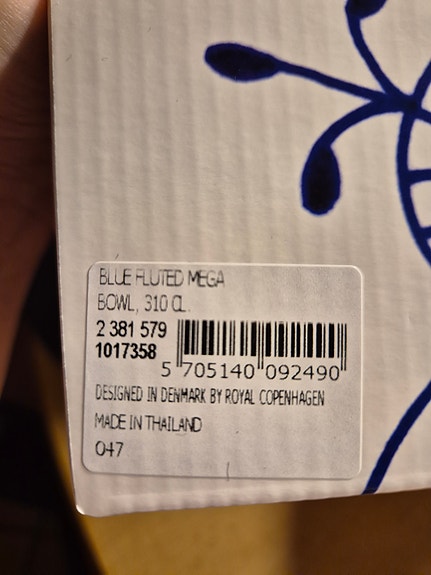 BLUE FLUTED MEGA
BOWL, 310 CL.
2 381 579
1017358
5 705140 092490
DESIGNED IN DENMARK BY ROYAL COPENHAGEN
MADE IN THAILAND
047